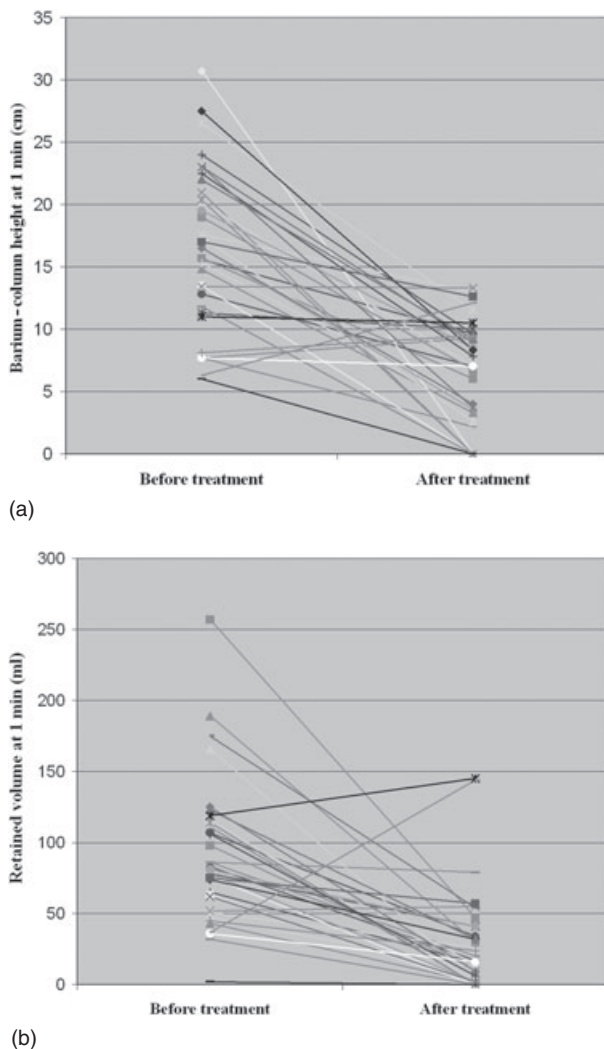 35
30
25
20
15
10
5
0
Barium-column height at 1 min (cm)
Before treatment After treatment
(a)
300
250
200
150
100
50
0
Retained volume at 1 min (ml)
Before treatment After treatment
(b)